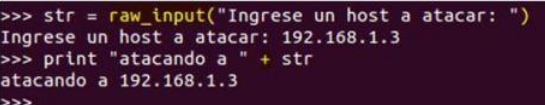 >>> str = raw_input("Ingrese un host a atacar: ")
Ingrese un host a atacar: 192.168.1.3
>>> print "atacando a " + str
atacando a 192.168.1.3
>>>